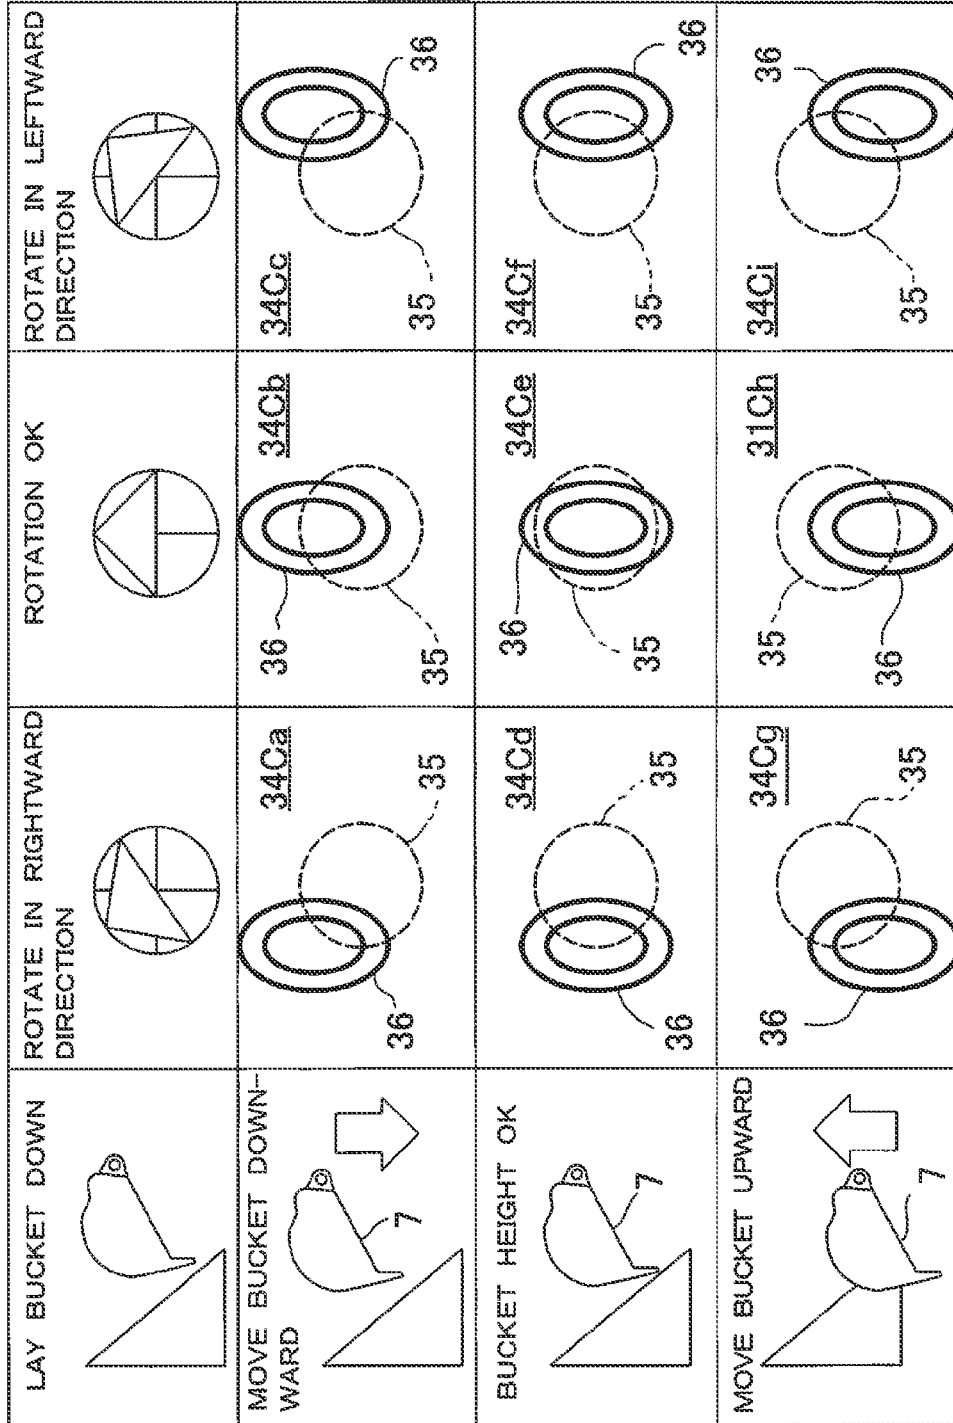 LAY BUCKET DOWN
ROTATE IN RIGHTWARD
DIRECTION
ROTATION OK
ROTATE IN LEFTWARD
DIRECTION
MOVE BUCKET DOWN-
WARD
7
34Ca
35
36
34Cb
36
35
34Cc
36
35
BUCKET HEIGHT OK
7
34Cd
35
36
34Ce
36
35
34Cf
36
35
MOVE BUCKET UPWARD
7
34Cg
35
36
31Ch
35
36
34Ci
36
35